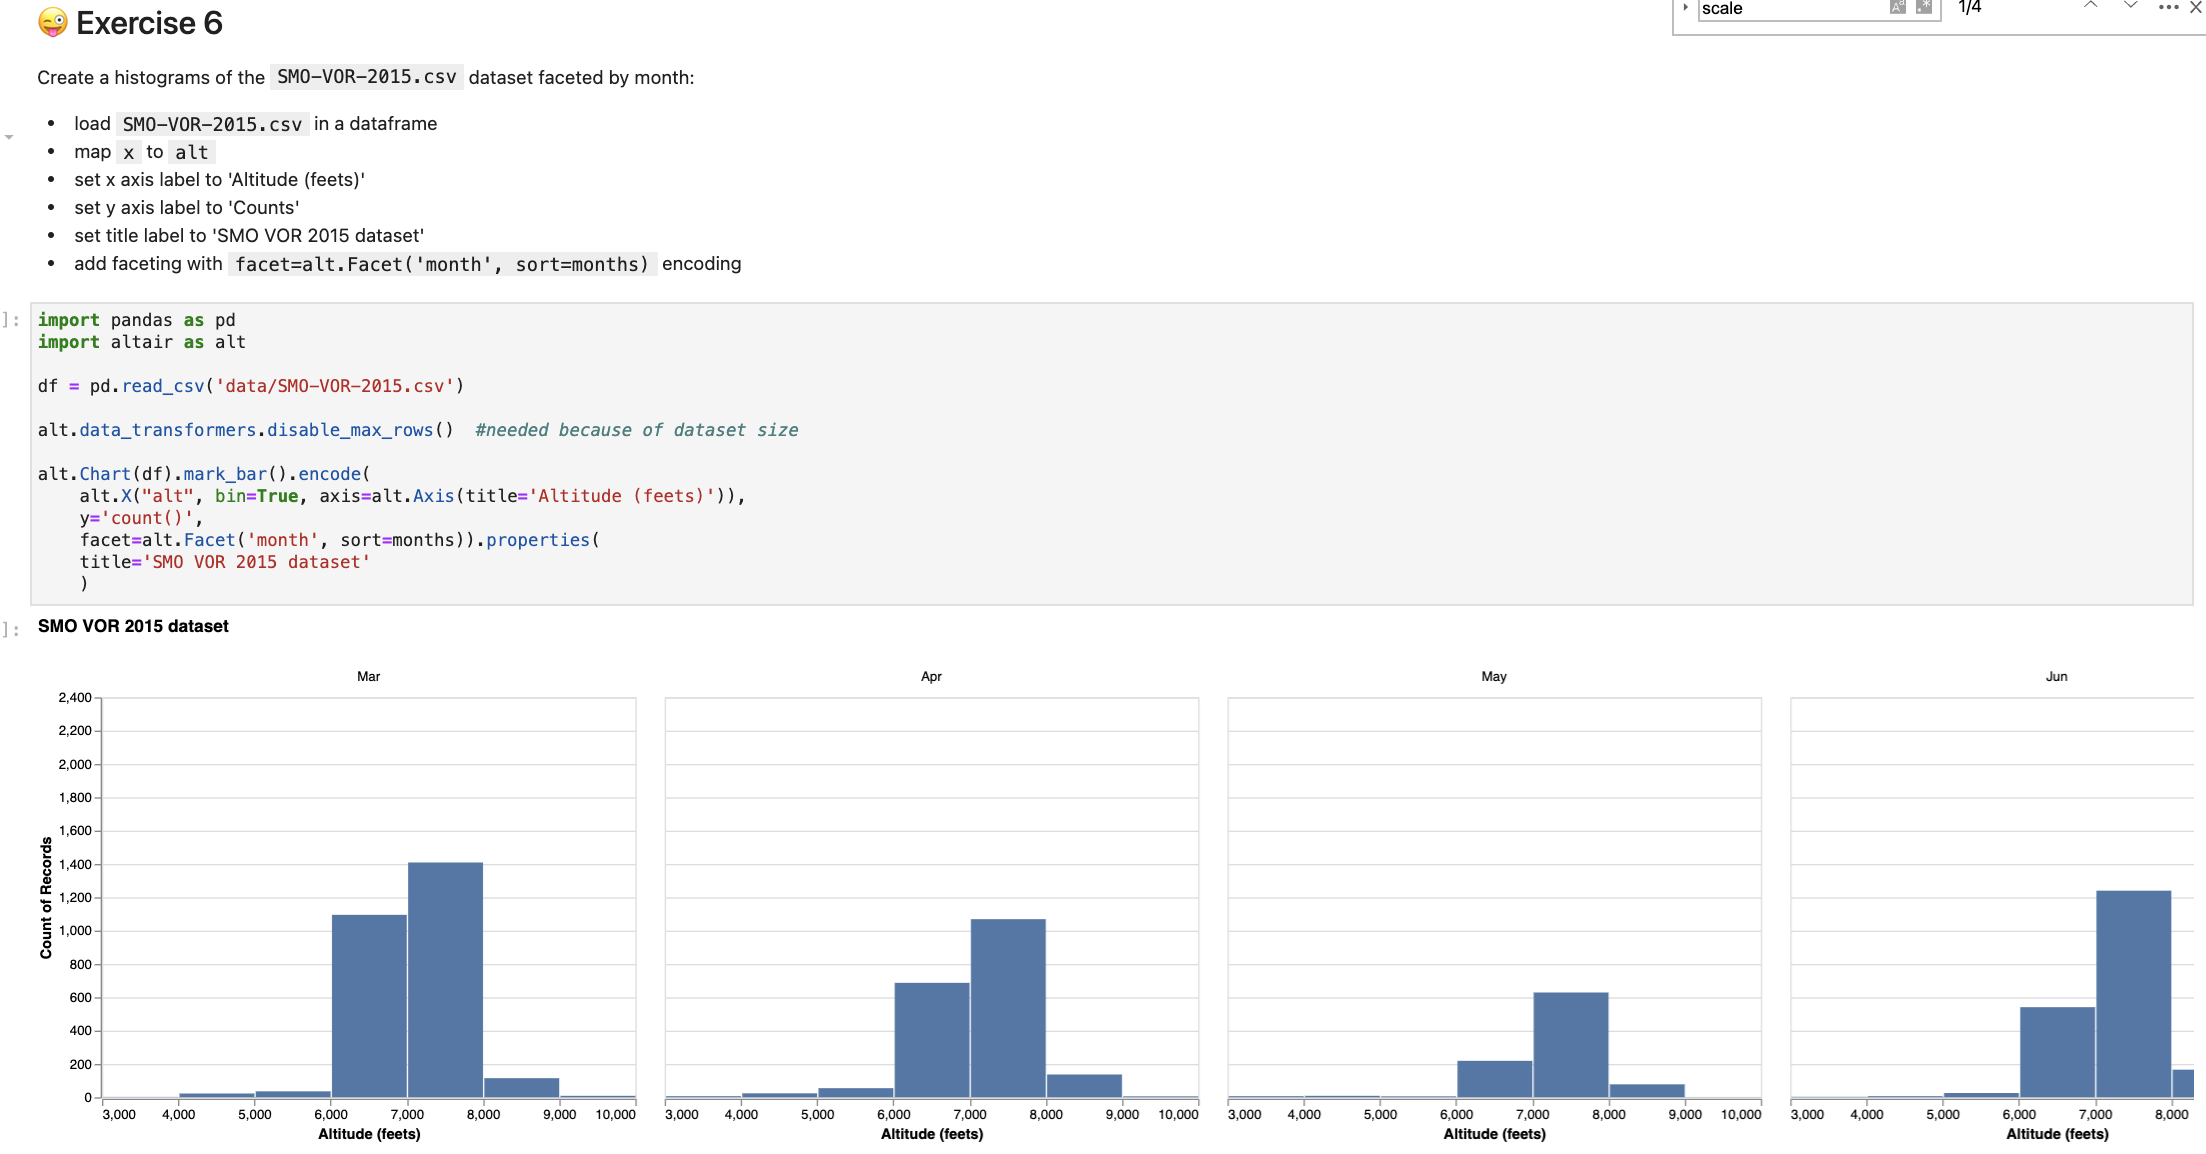 scale
1/4
😜 Exercise 6
Create a histograms of the SMO-VOR-2015.csv dataset faceted by month:
• load SMO-VOR-2015.csv in a dataframe
• map x to alt
• set x axis label to 'Altitude (feets)'
• set y axis label to 'Counts'
• set title label to 'SMO VOR 2015 dataset'
• add faceting with facet=alt.Facet('month', sort=months) encoding
]:
import pandas as pd
import altair as alt
df = pd.read_csv('data/SMO-VOR-2015.csv')
alt.data_transformers.disable_max_rows()  #needed because of dataset size
alt.Chart(df).mark_bar().encode(
    alt.X("alt", bin=True, axis=alt.Axis(title='Altitude (feets)')),
    y='count()',
    facet=alt.Facet('month', sort=months)).properties(
    title='SMO VOR 2015 dataset'
    )
]:
SMO VOR 2015 dataset
Mar Apr May Jun
2,400
2,200
2,000
1,800
1,600
1,400
1,200
1,000
800
600
400
200
0
Count of Records
3,000 4,000 5,000 6,000 7,000 8,000 9,000 10,000 3,000 4,000 5,000 6,000 7,000 8,000 9,000 10,000 3,000 4,000 5,000 6,000 7,000 8,000 9,000 10,000 3,000 4,000 5,000 6,000 7,000 8,000
Altitude (feets) Altitude (feets) Altitude (feets) Altitude (feets)